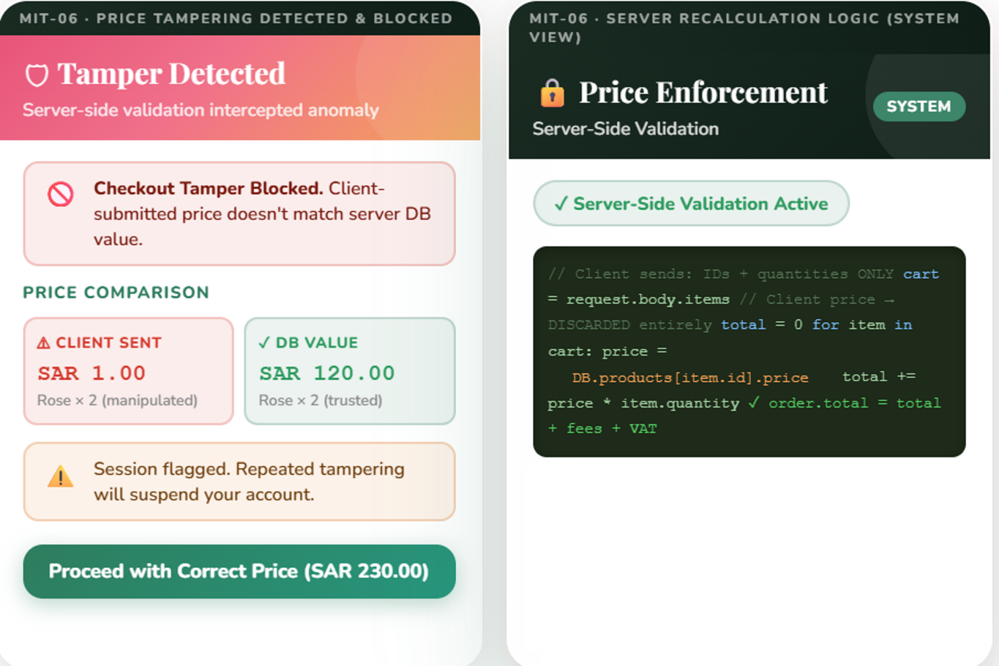 MIT-06 · PRICE TAMPERING DETECTED & BLOCKED
Tamper Detected
Server-side validation intercepted anomaly
Checkout Tamper Blocked. Client-
submitted price doesn't match server DB
value.
PRICE COMPARISON
⚠ CLIENT SENT
SAR 1.00
Rose × 2 (manipulated)
✓ DB VALUE
SAR 120.00
Rose × 2 (trusted)
Session flagged. Repeated tampering
will suspend your account.
Proceed with Correct Price (SAR 230.00)
MIT-06 · SERVER RECALCULATION LOGIC (SYSTEM
VIEW)
Price Enforcement
SYSTEM
Server-Side Validation
✓ Server-Side Validation Active
// Client sends: IDs + quantities ONLY cart
= request.body.items // Client price →
DISCARDED entirely total = 0 for item in
cart: price =
DB.products[item.id].price total +=
price * item.quantity ✓ order.total = total
+ fees + VAT